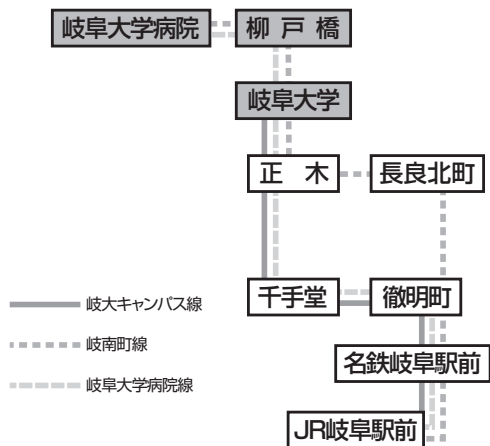 岐阜大学病院 柳戸橋
岐阜大学
正木 長良北町
千手堂 徹明町
岐大キャンパス線
岐南町線
名鉄岐阜駅前
岐阜大学病院線
JR岐阜駅前